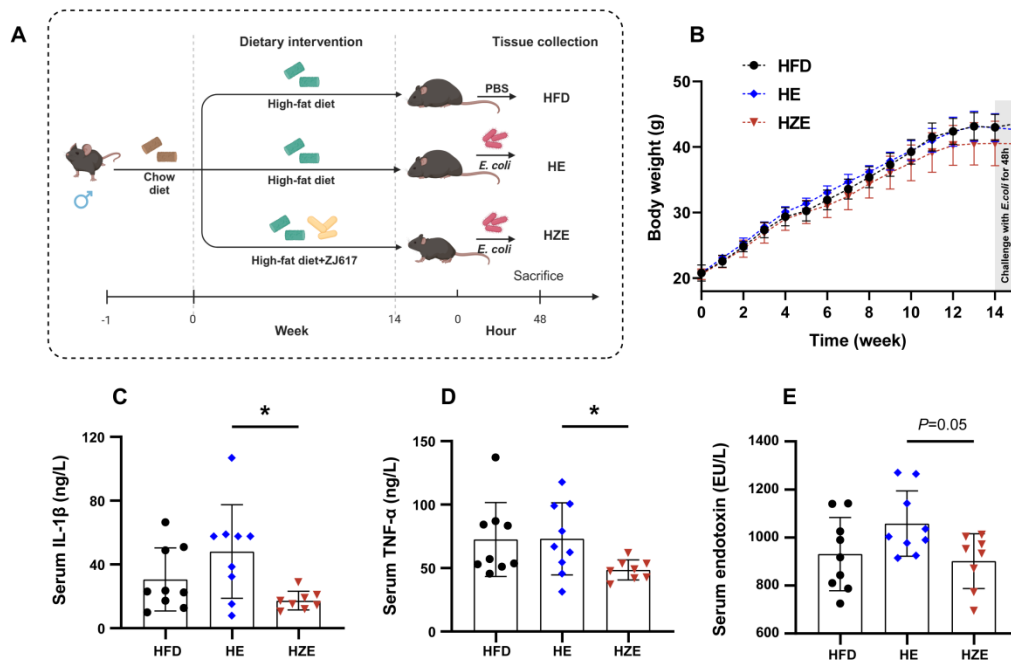 A
Dietary intervention
Tissue collection
High-fat diet
PBS
HFD
Chow
diet
High-fat diet
E. coli
HE
High-fat diet+ZJ617
E. coli
HZE
Sacrifice
-1
0
14
0
48
Week
Hour
B
HFD
HE
HZE
Body weight (g)
50
40
30
20
0
2
4
6
8
10
12
14
Time (week)
Challenge with E.coli for 48h
C
*
Serum IL-1β (ng/L)
120
80
40
0
HFD
HE
HZE
D
*
Serum TNF-α (ng/L)
150
100
50
0
HFD
HE
HZE
E
P=0.05
Serum endotoxin (EU/L)
1400
1200
1000
800
600
HFD
HE
HZE